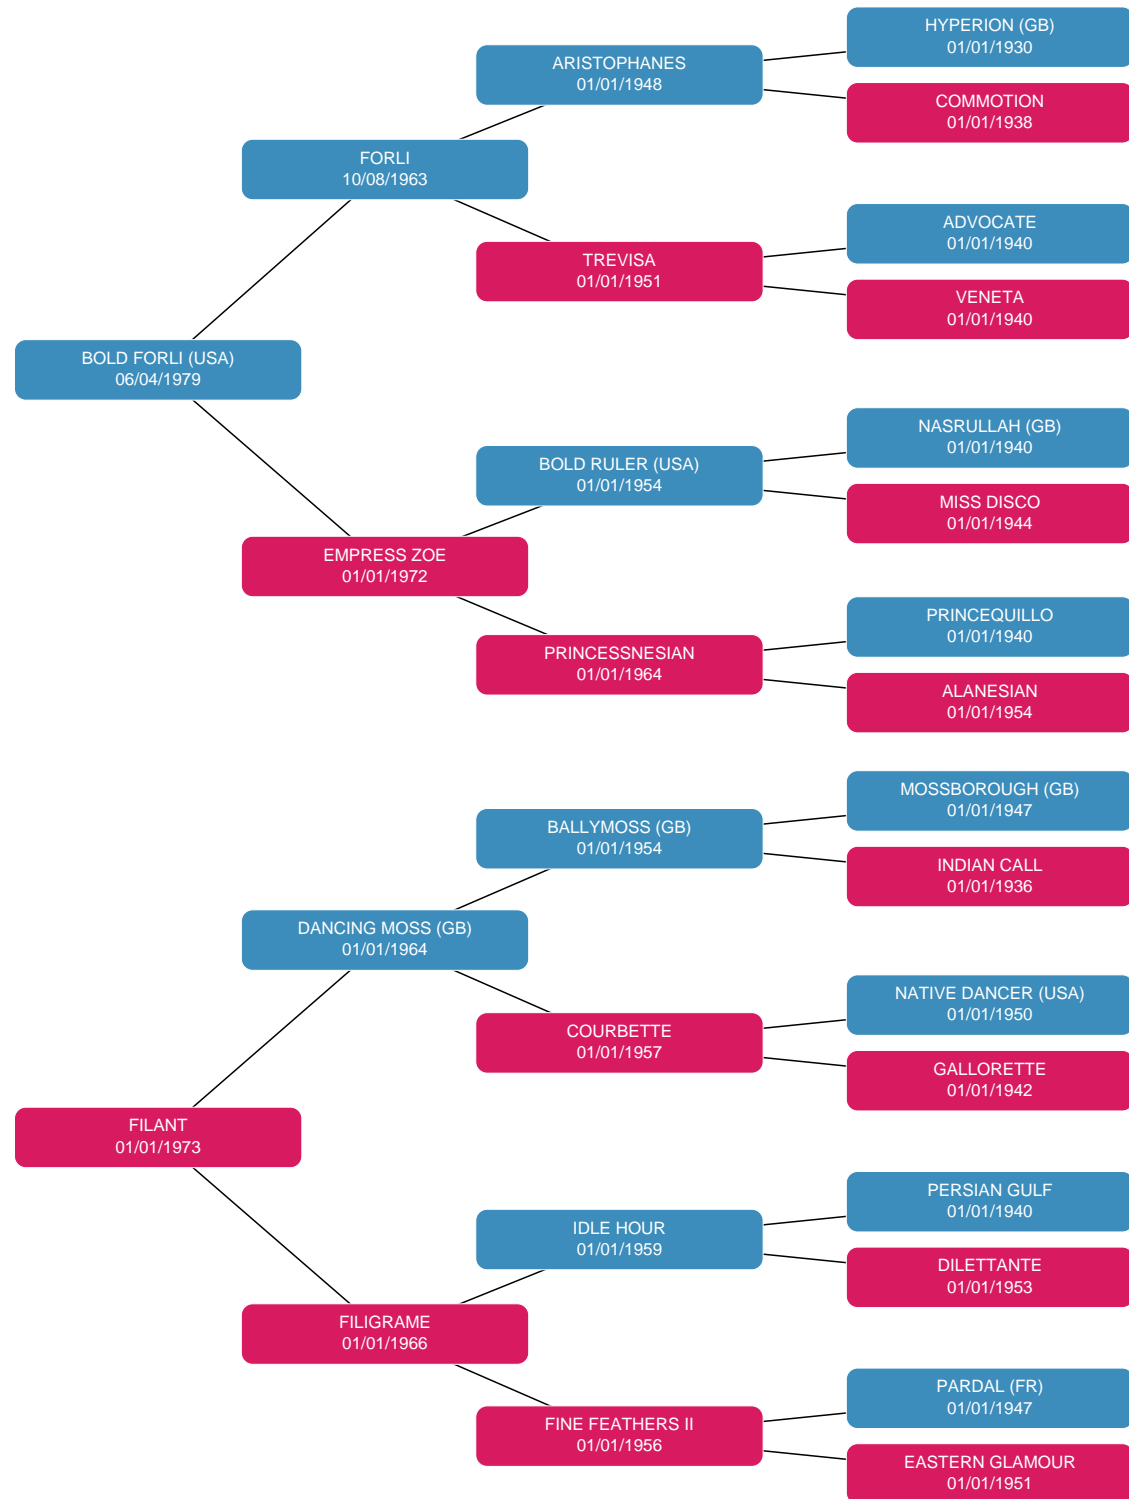 HYPERION (GB)
01/01/1930
ARISTOPHANES
01/01/1948
COMMOTION
01/01/1938
FORLI
10/08/1963
ADVOCATE
01/01/1940
TREVISA
01/01/1951
VENETA
01/01/1940
BOLD FORLI (USA)
06/04/1979
NASRULLAH (GB)
01/01/1940
BOLD RULER (USA)
01/01/1954
MISS DISCO
01/01/1944
EMPRESS ZOE
01/01/1972
PRINCEQUILLO
01/01/1940
PRINCESSNESIAN
01/01/1964
ALANESIAN
01/01/1954
MOSSBOROUGH (GB)
01/01/1947
BALLYMOSS (GB)
01/01/1954
INDIAN CALL
01/01/1936
DANCING MOSS (GB)
01/01/1964
NATIVE DANCER (USA)
01/01/1950
COURBETTE
01/01/1957
GALLORETTE
01/01/1942
FILANT
01/01/1973
PERSIAN GULF
01/01/1940
IDLE HOUR
01/01/1959
DILETTANTE
01/01/1953
FILIGRAME
01/01/1966
PARDAL (FR)
01/01/1947
FINE FEATHERS II
01/01/1956
EASTERN GLAMOUR
01/01/1951